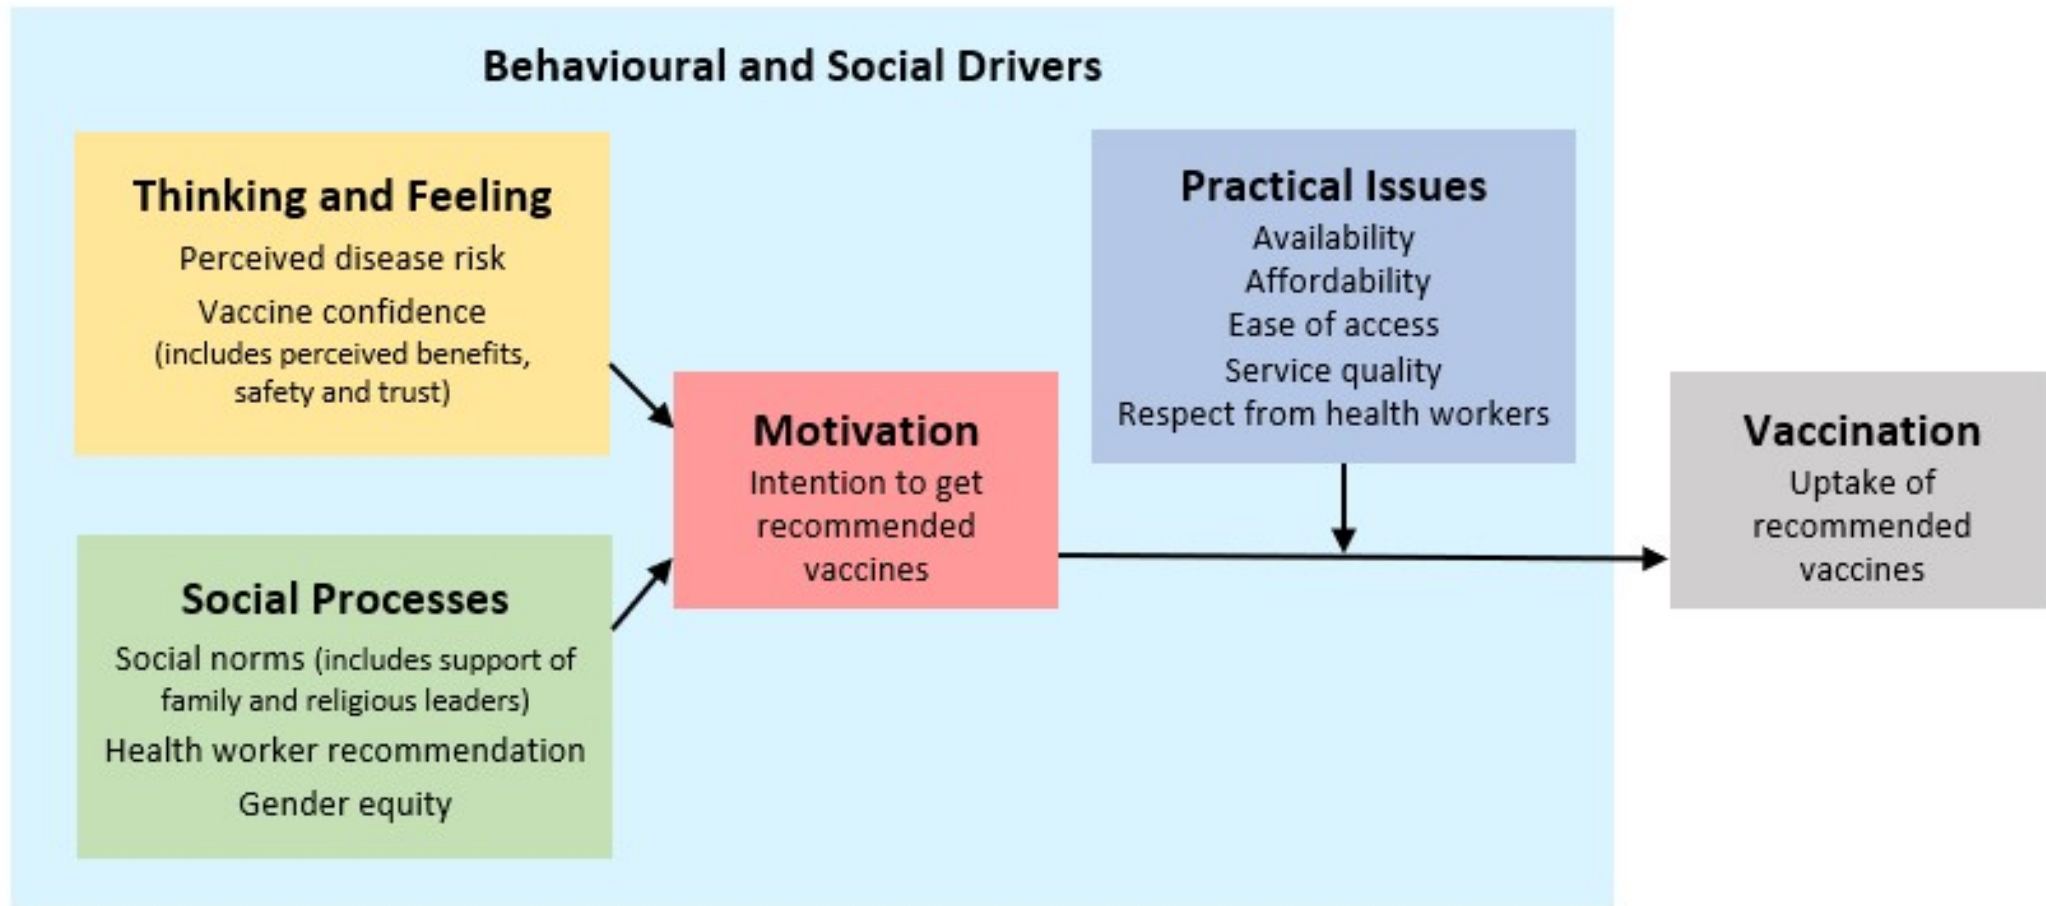 Behavioural and Social Drivers
Thinking and Feeling
Perceived disease risk
Vaccine confidence
(includes perceived benefits,
safety and trust)
Social Processes
Social norms (includes support of
family and religious leaders)
Health worker recommendation
Gender equity
Motivation
Intention to get
recommended
vaccines
Practical Issues
Availability
Affordability
Ease of access
Service quality
Respect from health workers
Vaccination
Uptake of
recommended
vaccines